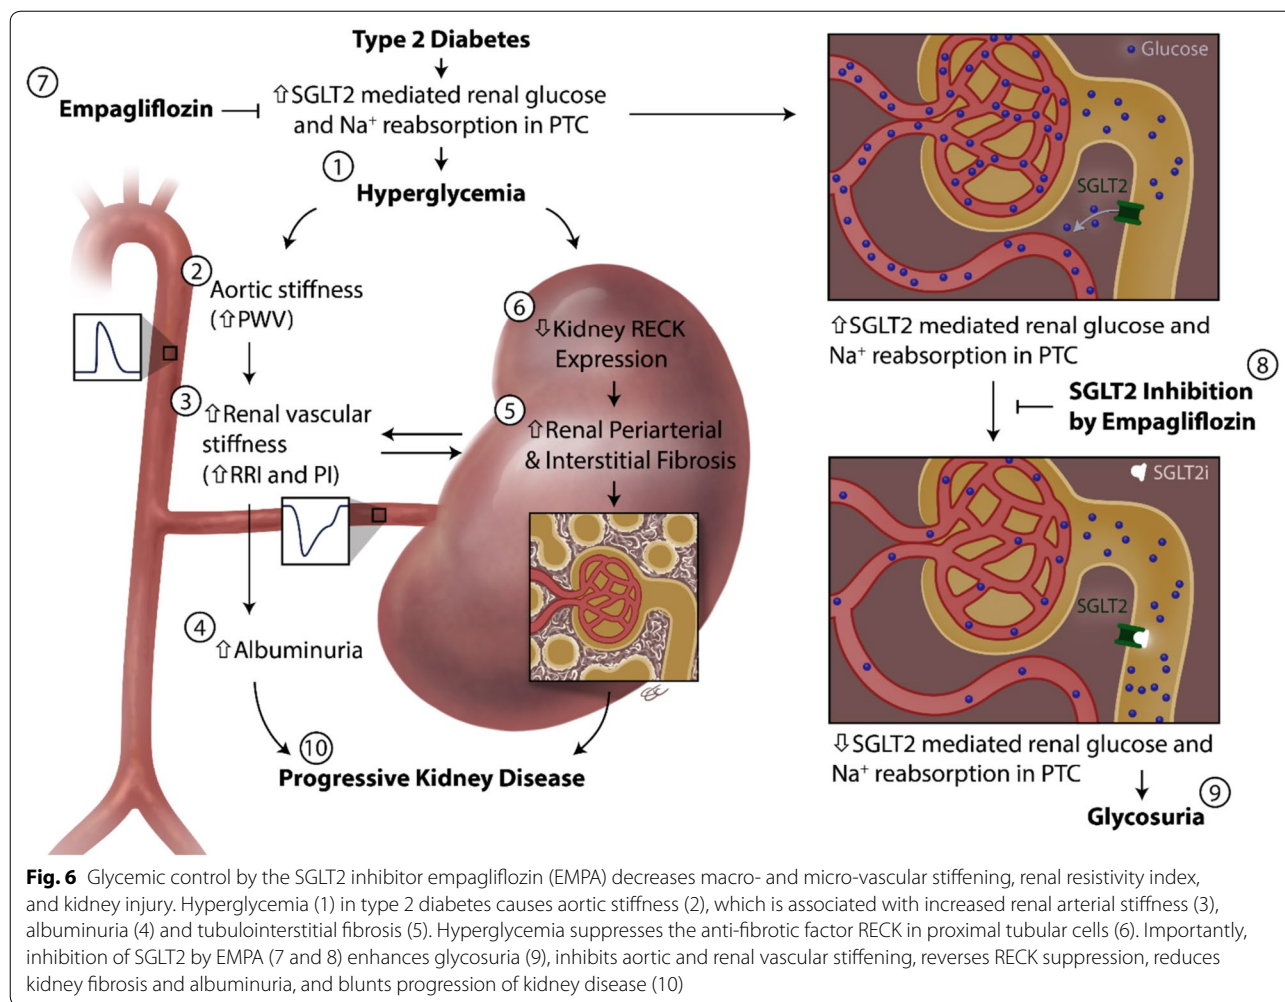 Type 2 Diabetes
⑦
Empagliflozin
⇧SGLT2 mediated renal glucose
and Na⁺ reabsorption in PTC
①
Hyperglycemia
②
Aortic stiffness
(⇧PWV)
③
⇧Renal vascular
stiffness
(⇧RRI and PI)
④
⇧Albuminuria
⑥
⇩Kidney RECK
Expression
⑤
⇧Renal Periarterial
& Interstitial Fibrosis
⑩
Progressive Kidney Disease
Glucose
SGLT2
⇧SGLT2 mediated renal glucose and
Na⁺ reabsorption in PTC
⑧
SGLT2 Inhibition
by Empagliflozin
SGLT2i
SGLT2
⇩SGLT2 mediated renal glucose and
Na⁺ reabsorption in PTC
⑨
Glycosuria
Fig. 6 Glycemic control by the SGLT2 inhibitor empagliflozin (EMPA) decreases macro- and micro-vascular stiffening, renal resistivity index,
and kidney injury. Hyperglycemia (1) in type 2 diabetes causes aortic stiffness (2), which is associated with increased renal arterial stiffness (3),
albuminuria (4) and tubulointerstitial fibrosis (5). Hyperglycemia suppresses the anti-fibrotic factor RECK in proximal tubular cells (6). Importantly,
inhibition of SGLT2 by EMPA (7 and 8) enhances glycosuria (9), inhibits aortic and renal vascular stiffening, reverses RECK suppression, reduces
kidney fibrosis and albuminuria, and blunts progression of kidney disease (10)